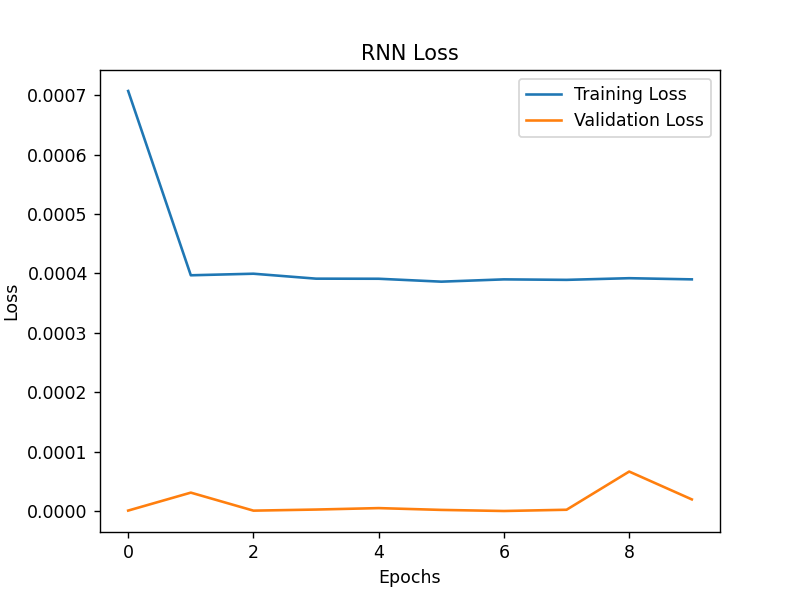 RNN Loss
Training Loss
Validation Loss
0.0007
0.0006
0.0005
0.0004
0.0003
0.0002
0.0001
0.0000
Loss
0 2 4 6 8
Epochs